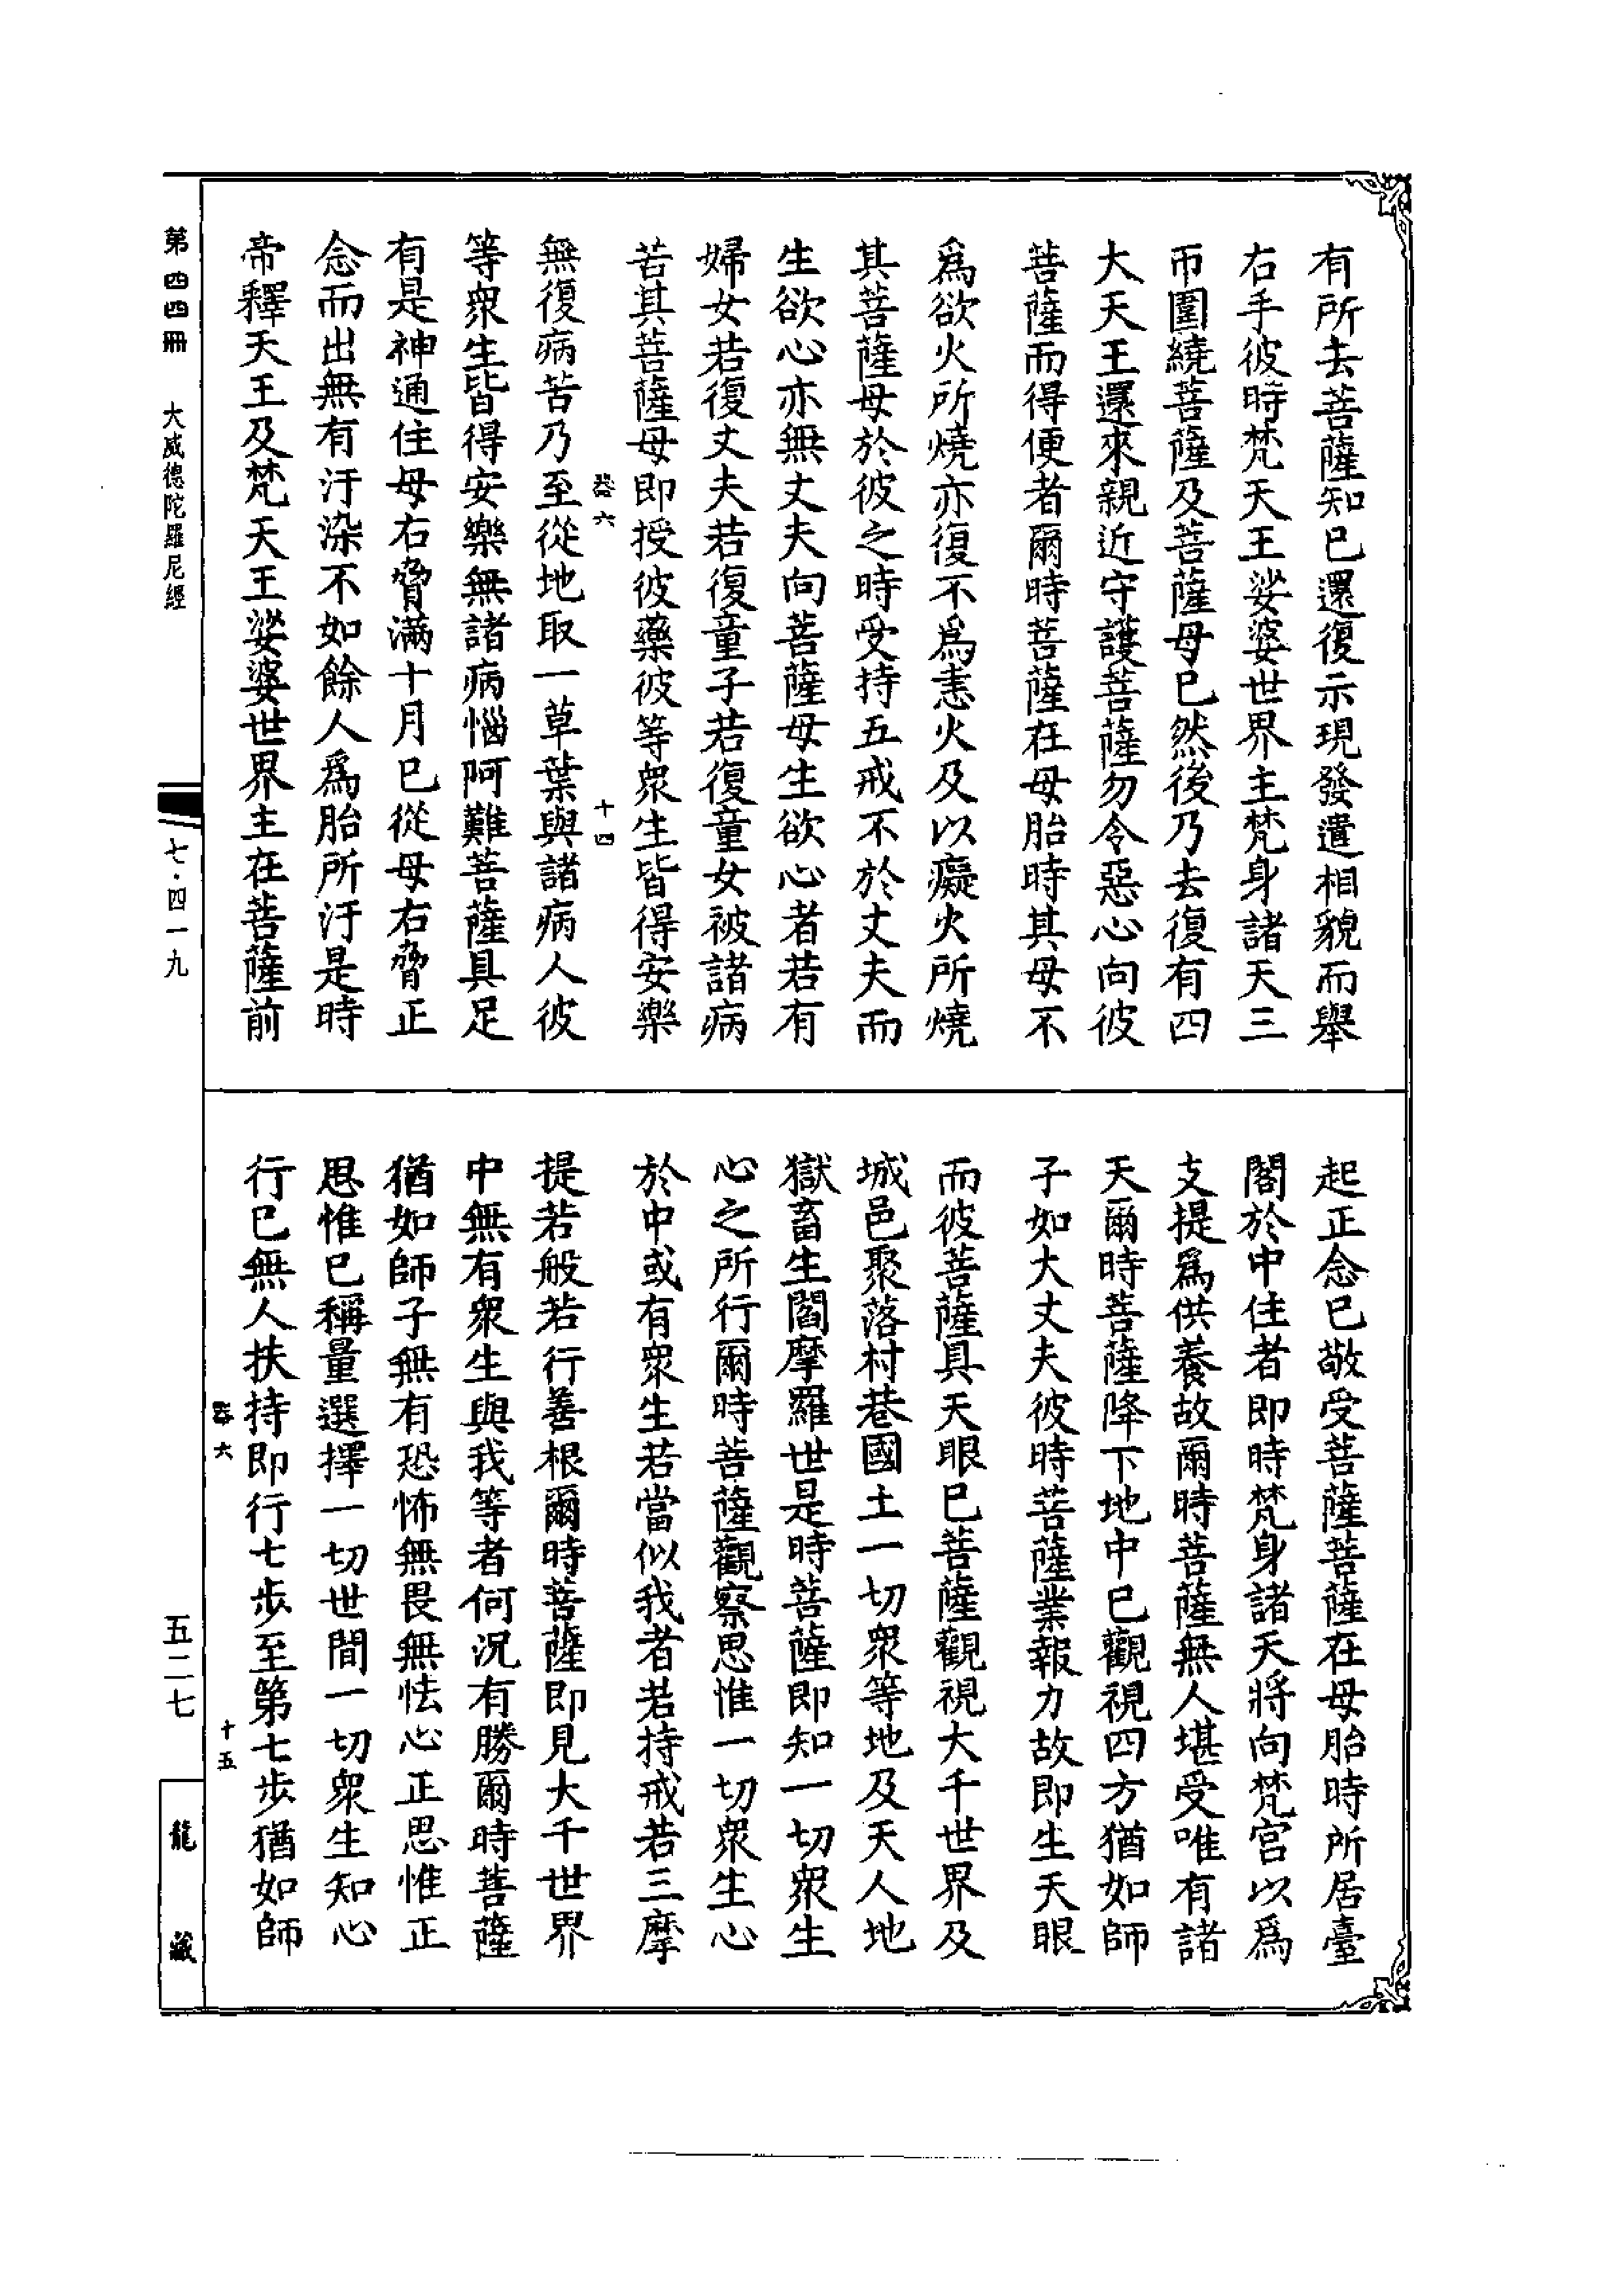 有所去菩薩知已還復示現發遣相貌而舉
右手彼時梵天王娑婆世界主梵身諸天三
帀圍繞菩薩及菩薩母已然後乃去復有四
大天王還來親近守護菩薩勿令惡心向彼
菩薩而得便者爾時菩薩在母胎時其母不
爲欲火所燒亦復不爲恚火及以癡火所燒
其菩薩母於彼之時受持五戒不於丈夫而
生欲心亦無丈夫向菩薩母生欲心者若有
婦女若復丈夫若復童子若復童女被諸病
苦其菩薩母即授彼藥彼等衆生皆得安樂
器六 十四
無復病苦乃至從地取一草葉與諸病人彼
等衆生皆得安樂無諸病惱阿難菩薩具足
有是神通住母右脅滿十月已從母右脅正
念而出無有汙染不如餘人爲胎所汙是時
帝釋天王及梵天王娑婆世界主在菩薩前
起正念已敬受菩薩菩薩在母胎時所居臺
閣於中住者即時梵身諸天將向梵宮以爲
支提爲供養故爾時菩薩無人堪受唯有諸
天爾時菩薩降下地中已觀視四方猶如師
子如大丈夫彼時菩薩業報力故即生天眼
而彼菩薩具天眼已菩薩觀視大千世界及
城邑聚落村巷國土一切衆等地及天人地
獄畜生閻摩羅世是時菩薩即知一切衆生
心之所行爾時菩薩觀察思惟一切衆生心
於中或有衆生若當似我者若持戒若三摩
提若般若行善根爾時菩薩即見大千世界
中無有衆生與我等者何況有勝爾時菩薩
猶如師子無有恐怖無畏無怯心正思惟正
思惟已稱量選擇一切世間一切衆生知心
行已無人扶持即行七步至第七步猶如師
器六 十五
第四四冊 大威德陀羅尼經
七·四一九
五二七
龍藏